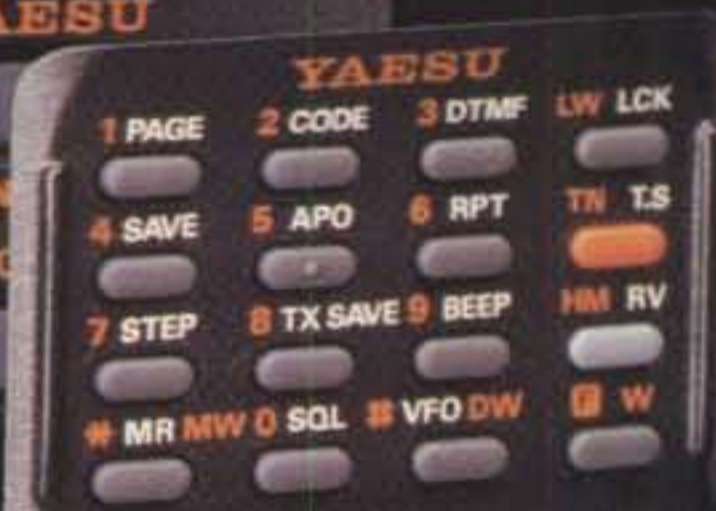 AESU
YAESU
1 PAGE 2 CODE 3 DTMF LW LCK
4 SAVE 5 APO 6 RPT TN T.S
7 STEP 8 TX SAVE 9 BEEP HM RV
* MR MW 0 SQL # VFO DW F W